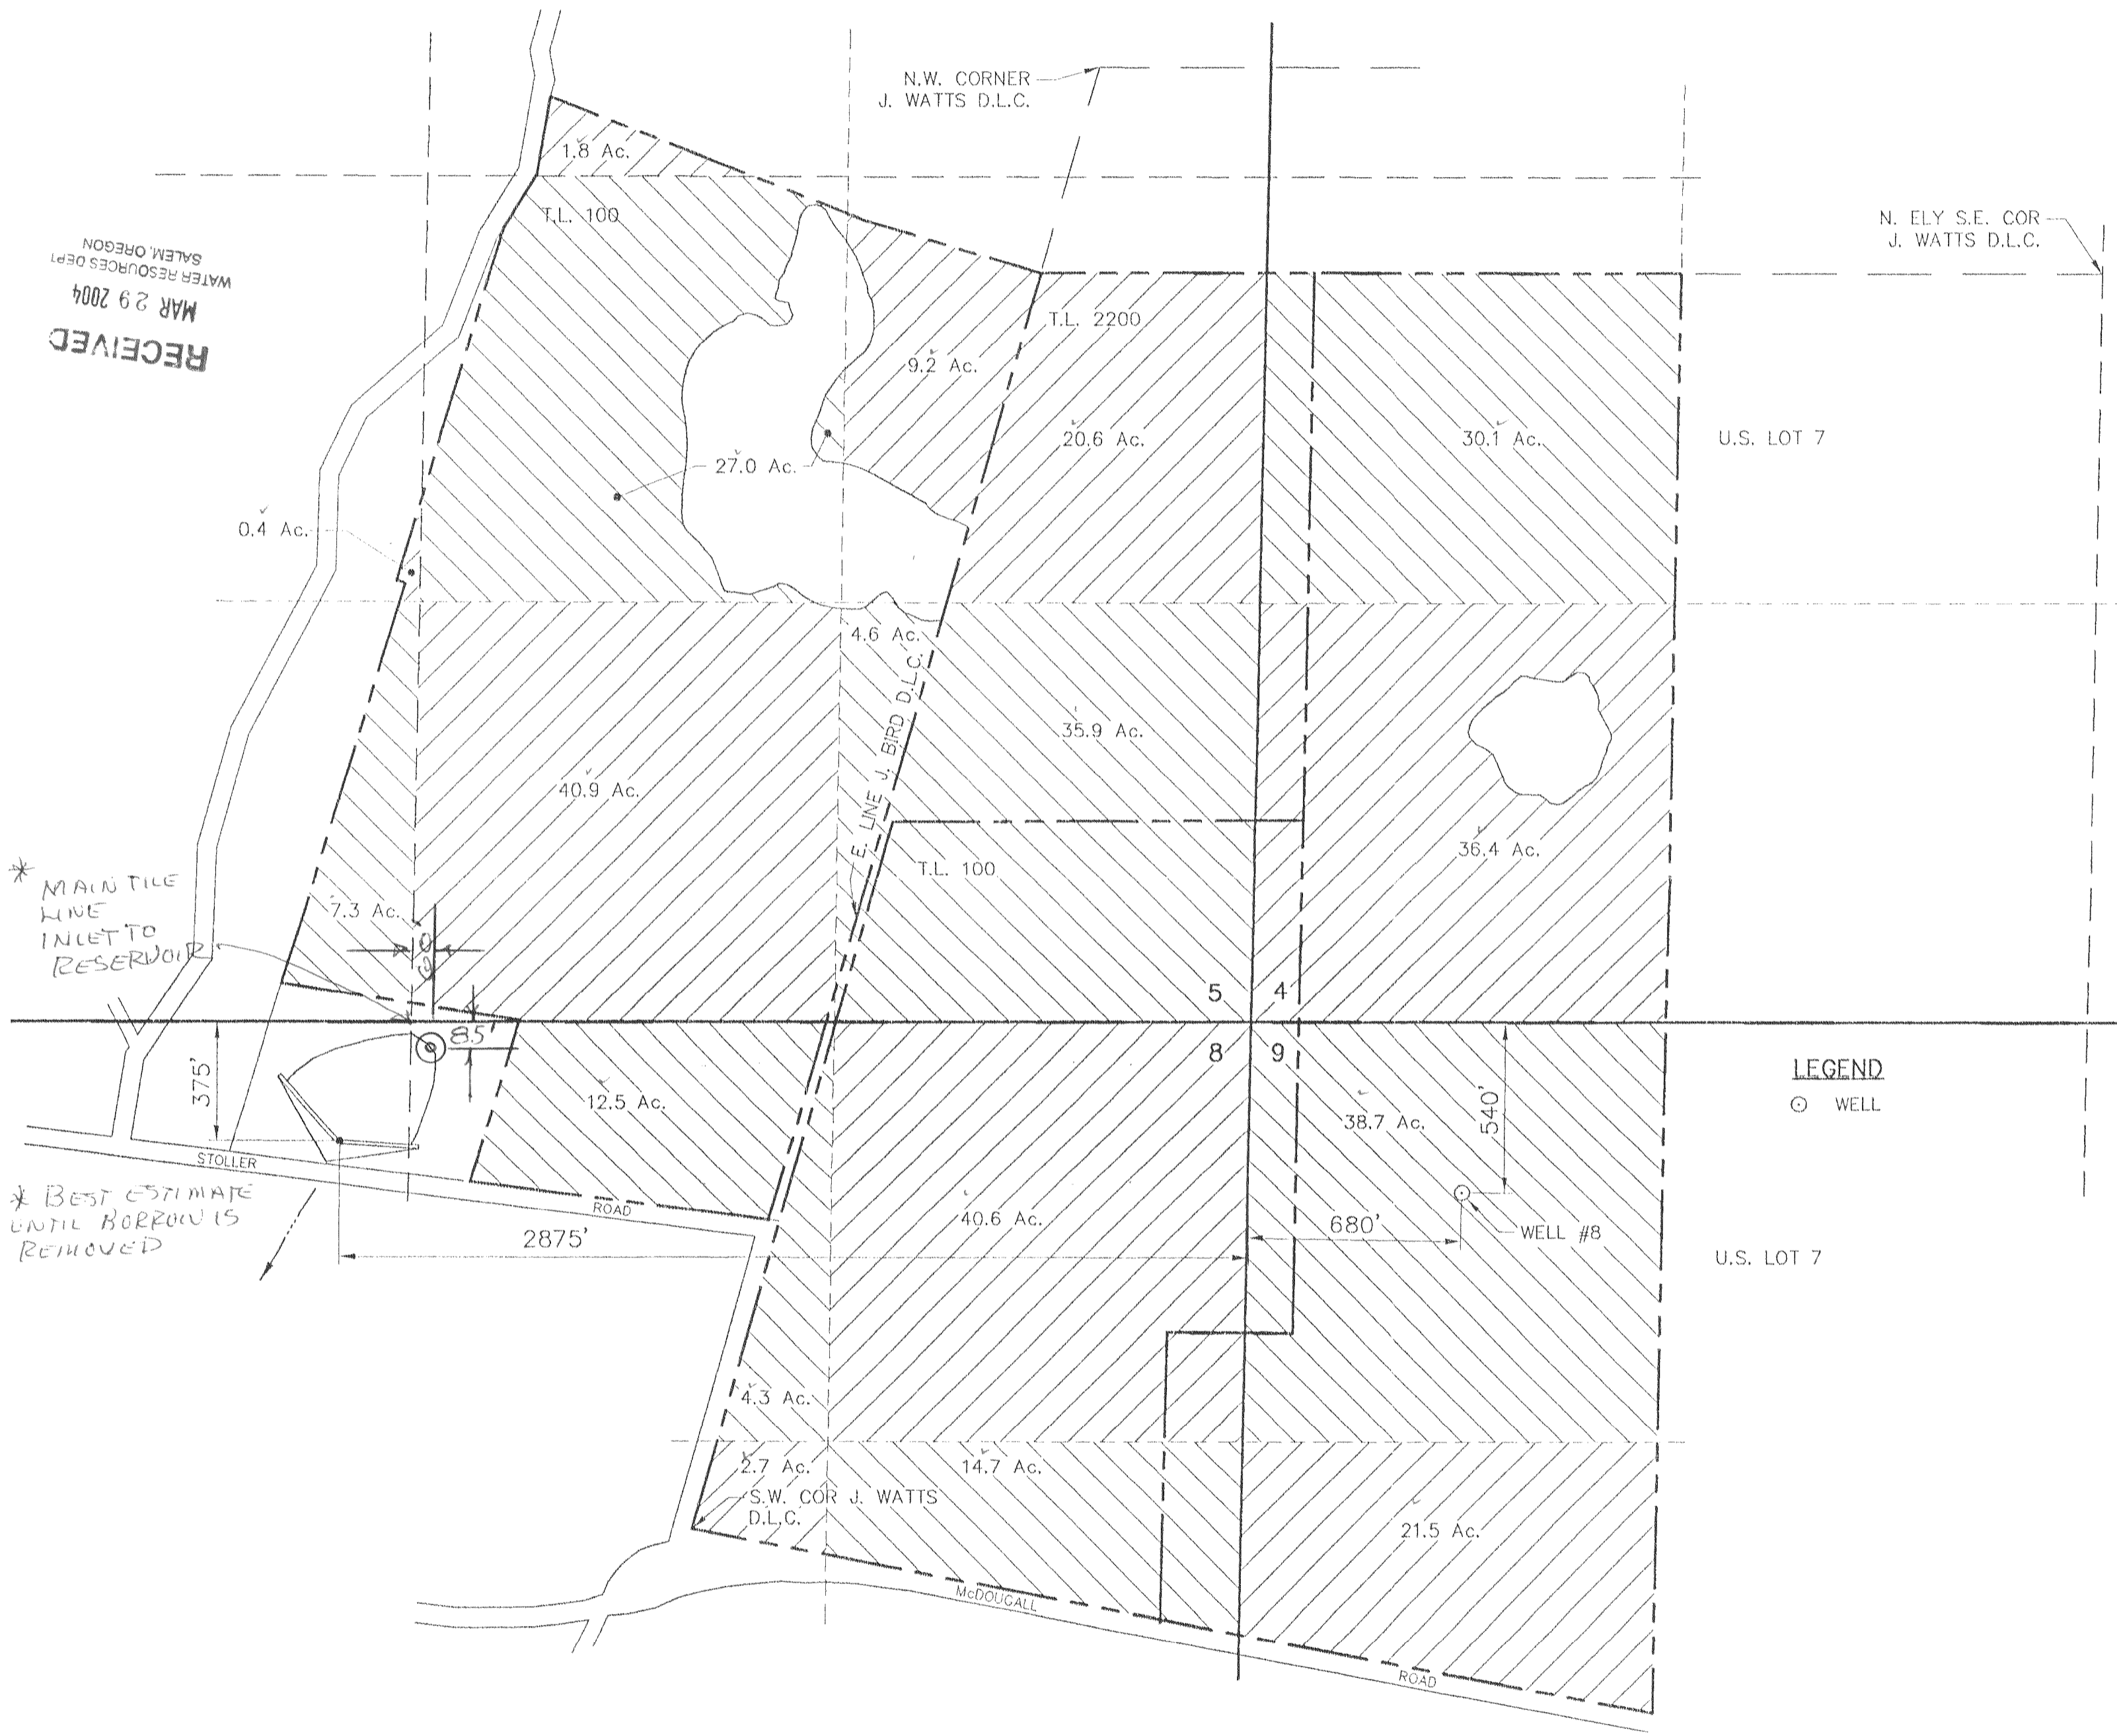 N.W. CORNER
J. WATTS D.L.C.
1.8 Ac.
T.L. 100
N. ELY S.E. COR
J. WATTS D.L.C.
RECEIVED
MAR 29 2004
WATER RESOURCES DEPT
SALEM, OREGON
T.L. 2200
9.2 Ac.
20.6 Ac.
30.1 Ac.
U.S. LOT 7
27.0 Ac.
0.4 Ac.
4.6 Ac.
E. LINE J. BIRD D.L.C.
35.9 Ac.
40.9 Ac.
36.4 Ac.
T.L. 100
* MAIN TILE
LINE
INLET TO
RESERVOIR
7.3 Ac.
5
4
8
9
85'
375'
12.5 Ac.
38.7 Ac.
540'
LEGEND
WELL
STOLLER
ROAD
* BEST ESTIMATE
UNTIL BORROW IS
REMOVED
2875'
40.6 Ac.
680'
WELL #8
U.S. LOT 7
4.3 Ac.
2.7 Ac.
14.7 Ac.
S.W. COR J. WATTS
D.L.C.
21.5 Ac.
McDOUGALL
ROAD